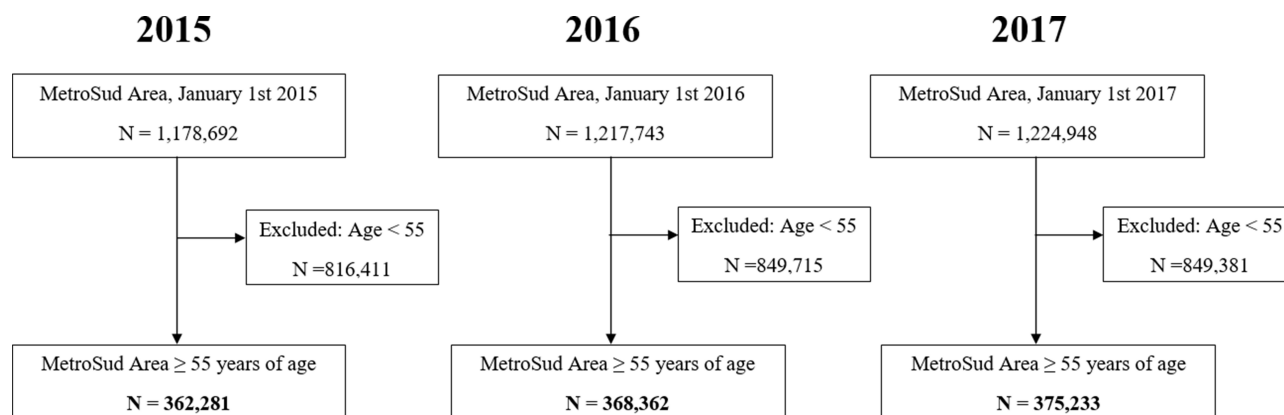 2015
MetroSud Area, January 1st 2015
N = 1,178,692
Excluded: Age < 55
N =816,411
MetroSud Area ≥ 55 years of age
N = 362,281
2016
MetroSud Area, January 1st 2016
N = 1,217,743
Excluded: Age < 55
N =849,715
MetroSud Area ≥ 55 years of age
N = 368,362
2017
MetroSud Area, January 1st 2017
N = 1,224,948
Excluded: Age < 55
N =849,381
MetroSud Area ≥ 55 years of age
N = 375,233